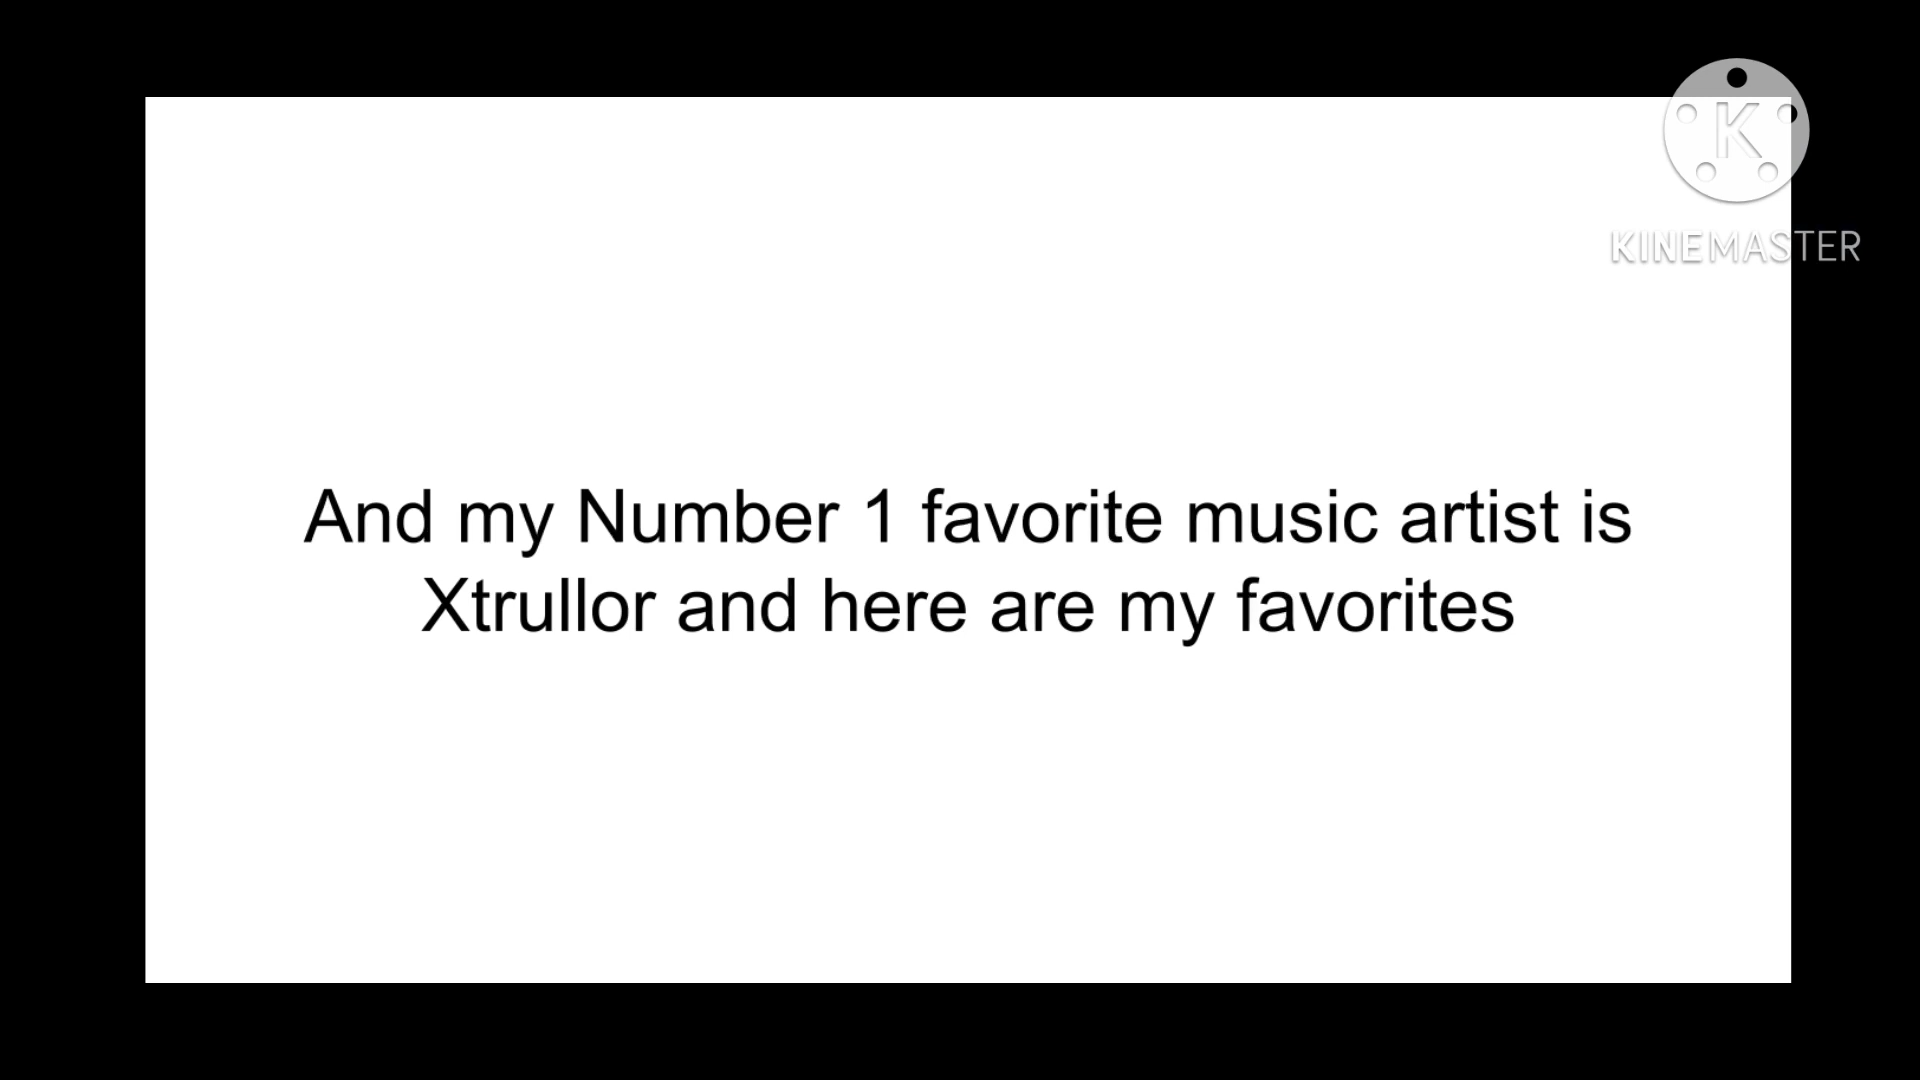 K
KINEMASTER
And my Number 1 favorite music artist is
Xtrullor and here are my favorites